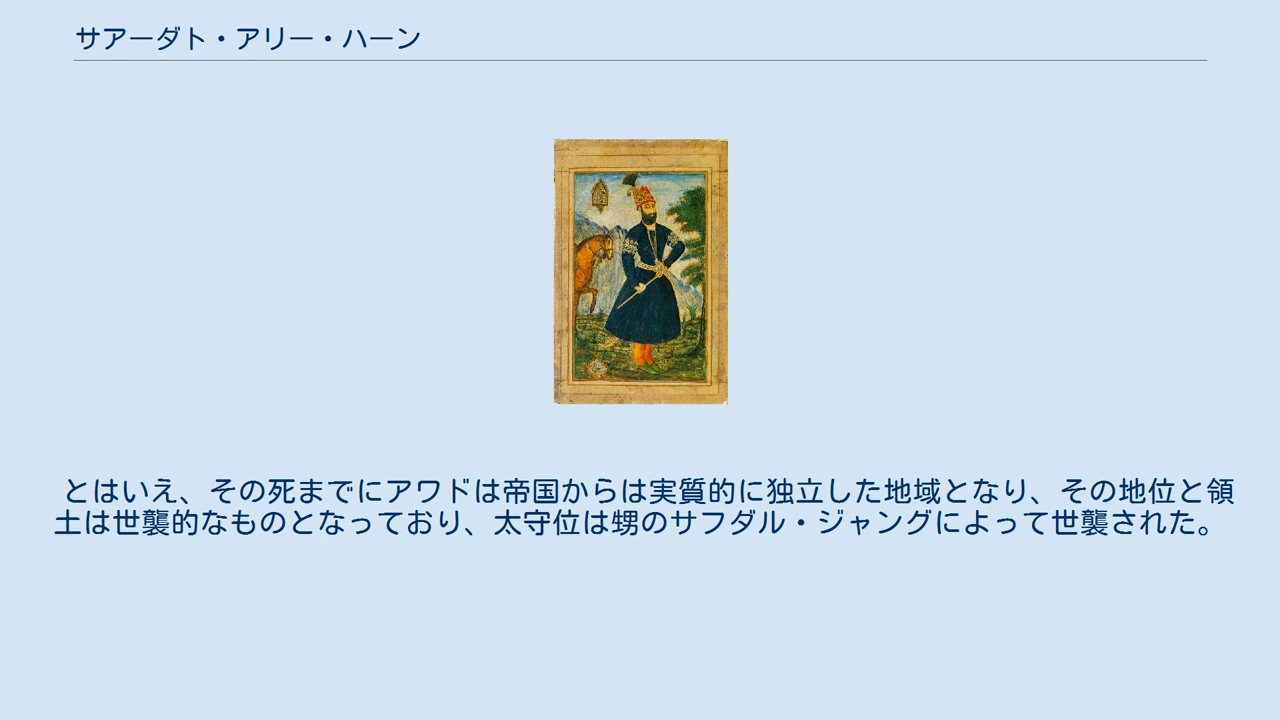 サアーダト・アリー・ハーン
とはいえ、その死までにアワドは帝国からは実質的に独立した地域となり、その地位と領
土は世襲的なものとなっており、太守位は甥のサフダル・ジャングによって世襲された。